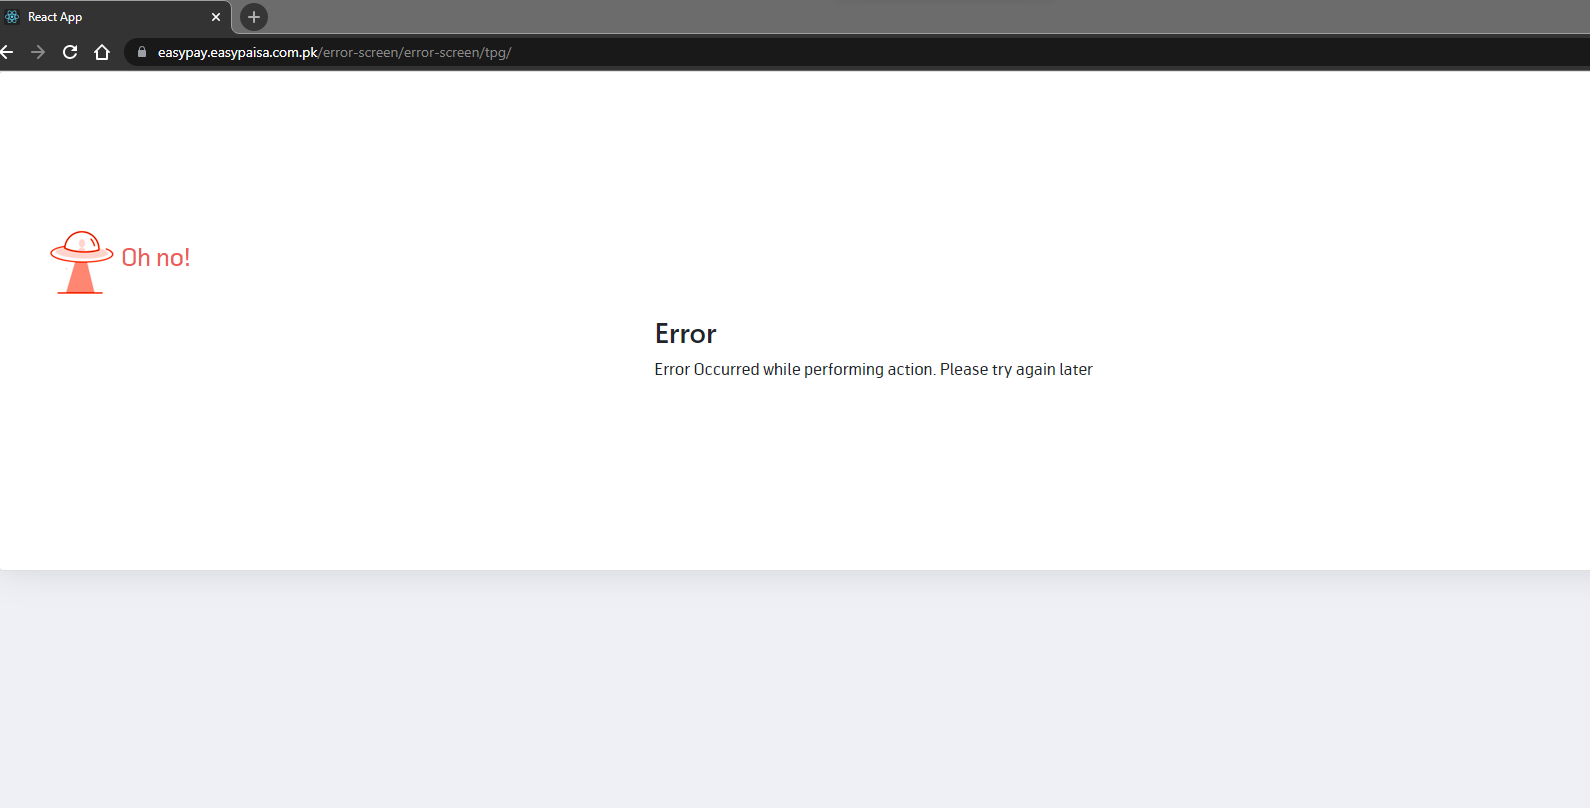 React App
easypay.easypaisa.com.pk/error-screen/error-screen/tpg/
Oh no!
Error
Error Occurred while performing action. Please try again later